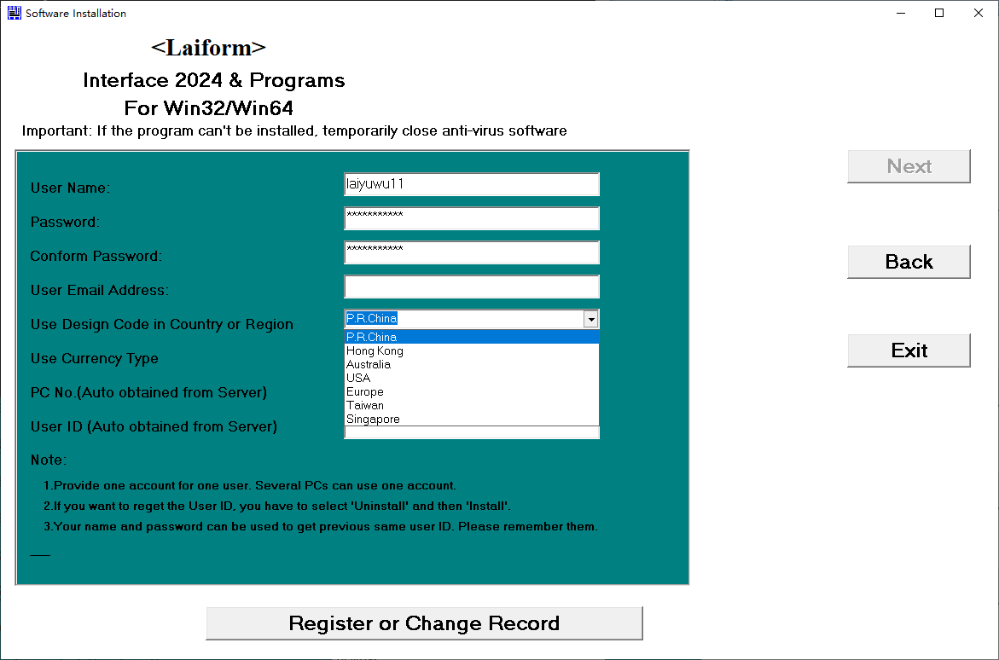 Software Installation
<Laiform>
Interface 2024 & Programs
For Win32/Win64
Important: If the program can't be installed, temporarily close anti-virus software
User Name:
laiyuwu11
Password:
***********
Conform Password:
***********
User Email Address:
Use Design Code in Country or Region
P.R.China
P.R.China
Hong Kong
Australia
USA
Europe
Taiwan
Singapore
Use Currency Type
PC No.(Auto obtained from Server)
User ID (Auto obtained from Server)
Note:
1.Provide one account for one user. Several PCs can use one account.
2.If you want to reget the User ID, you have to select 'Uninstall' and then 'Install'.
3.Your name and password can be used to get previous same user ID. Please remember them.
Next
Back
Exit
Register or Change Record